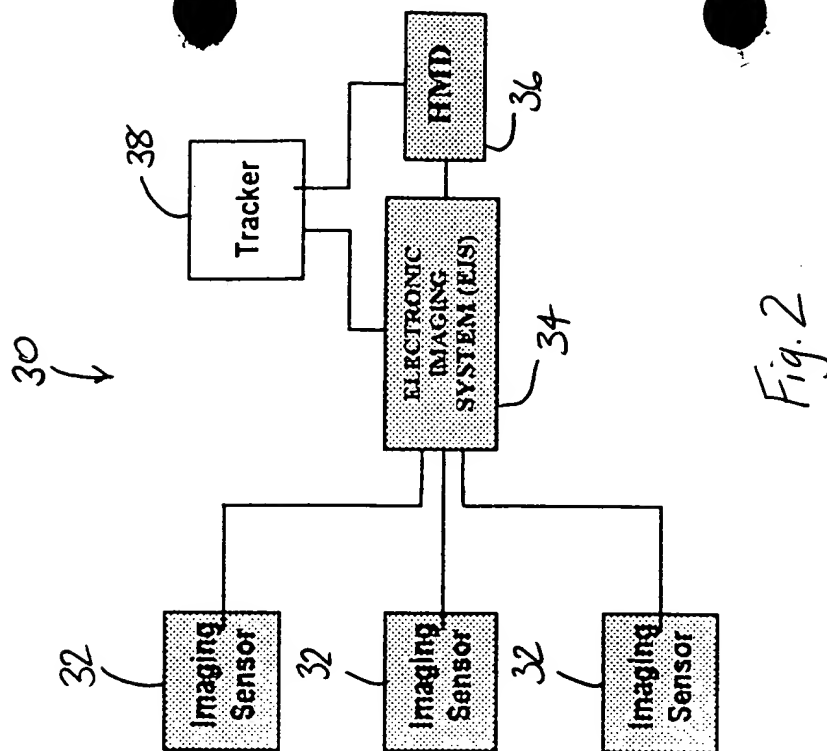 30
32
38
Imaging
Sensor
Tracker
32
Imaging
Sensor
ELECTRONIC
IMAGING
SYSTEM (EIS)
HMD
36
34
32
Imaging
Sensor
Fig. 2